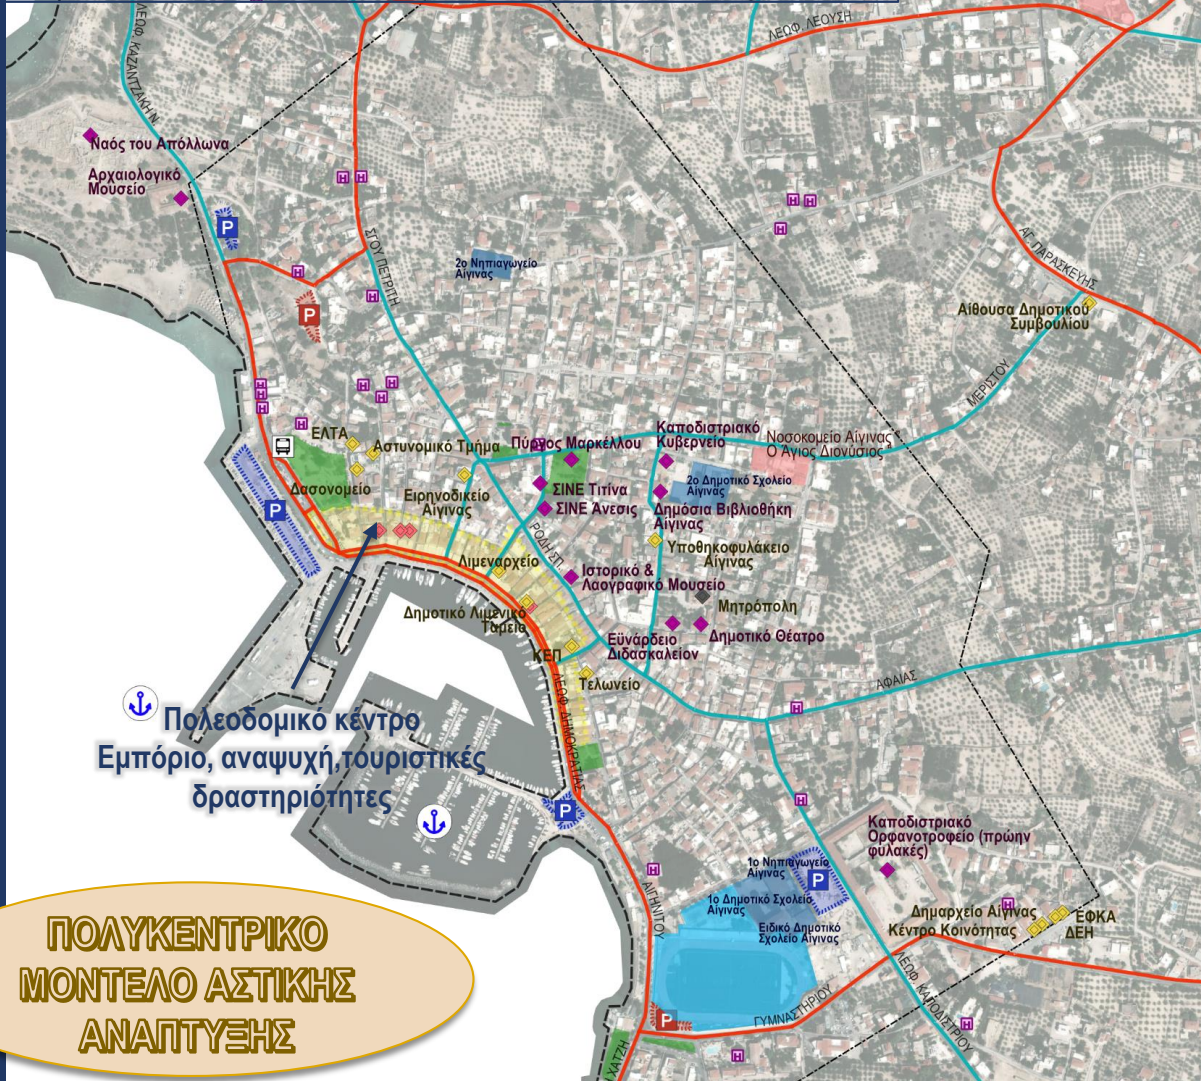 ΛΕΩΦ. ΚΑΖΑΝΤΖΑΚΗ Ν.
ΛΕΩΦ. ΛΕΟΥΣΗ
Ναός του Απόλλωνα
Αρχαιολογικό
Μουσείο
P
H
ΣΓΟΥ ΠΕΤΡΙΤΗ
2ο Νηπιαγωγείο
Αίγινας
P
ΑΓ. ΠΑΡΑΣΚΕΥΗΣ
Αίθουσα Δημοτικού
Συμβουλίου
ΜΕΡΙΣΤΟΥ
ΕΛΤΑ
Αστυνομικό Τμήμα
Πύργος Μαρκέλλου
Καποδιστριακό
Κυβερνείο
Νοσοκομείο Αίγινας
Ο Άγιος Διονύσιος
Δασονομείο
Ειρηνοδικείο
Αίγινας
ΣΙΝΕ Τιτίνα
ΣΙΝΕ Άνεσις
2ο Δημοτικό Σχολείο
Αίγινας
Δημόσια Βιβλιοθήκη
Αίγινας
P
ΡΟΔΗ ΣΠ.
Υποθηκοφυλάκειο
Αίγινας
Λιμεναρχείο
Ιστορικό &
Λαογραφικό Μουσείο
Δημοτικό Λιμενικό
Ταμείο
Μητρόπολη
ΚΕΠ
Εϋνάρδειο
Διδασκαλείον
Δημοτικό Θέατρο
Τελωνείο
ΑΦΑΙΑΣ
ΛΕΩΦ. ΔΗΜΟΚΡΑΤΙΑΣ
Πολεοδομικό κέντρο
Εμπόριο, αναψυχή,τουριστικές
δραστηριότητες
P
Καποδιστριακό
Ορφανοτροφείο (πρώην
φυλακές)
1ο Νηπιαγωγείο
Αίγινας
P
1ο Δημοτικό Σχολείο
Αίγινας
Ειδικό Δημοτικό
Σχολείο Αίγινας
ΑΙΓΗΝΙΤΟΥ
Δημαρχείο Αίγινας
Κέντρο Κοινότητας
ΕΦΚΑ
ΔΕΗ
ΛΕΩΦ. ΚΑΠΟΔΙΣΤΡΙΟΥ
ΓΥΜΝΑΣΤΗΡΙΟΥ
P
ΧΑΤΖΗ
ΠΟΛΥΚΕΝΤΡΙΚΟ
ΜΟΝΤΕΛΟ ΑΣΤΙΚΗΣ
ΑΝΑΠΤΥΞΗΣ